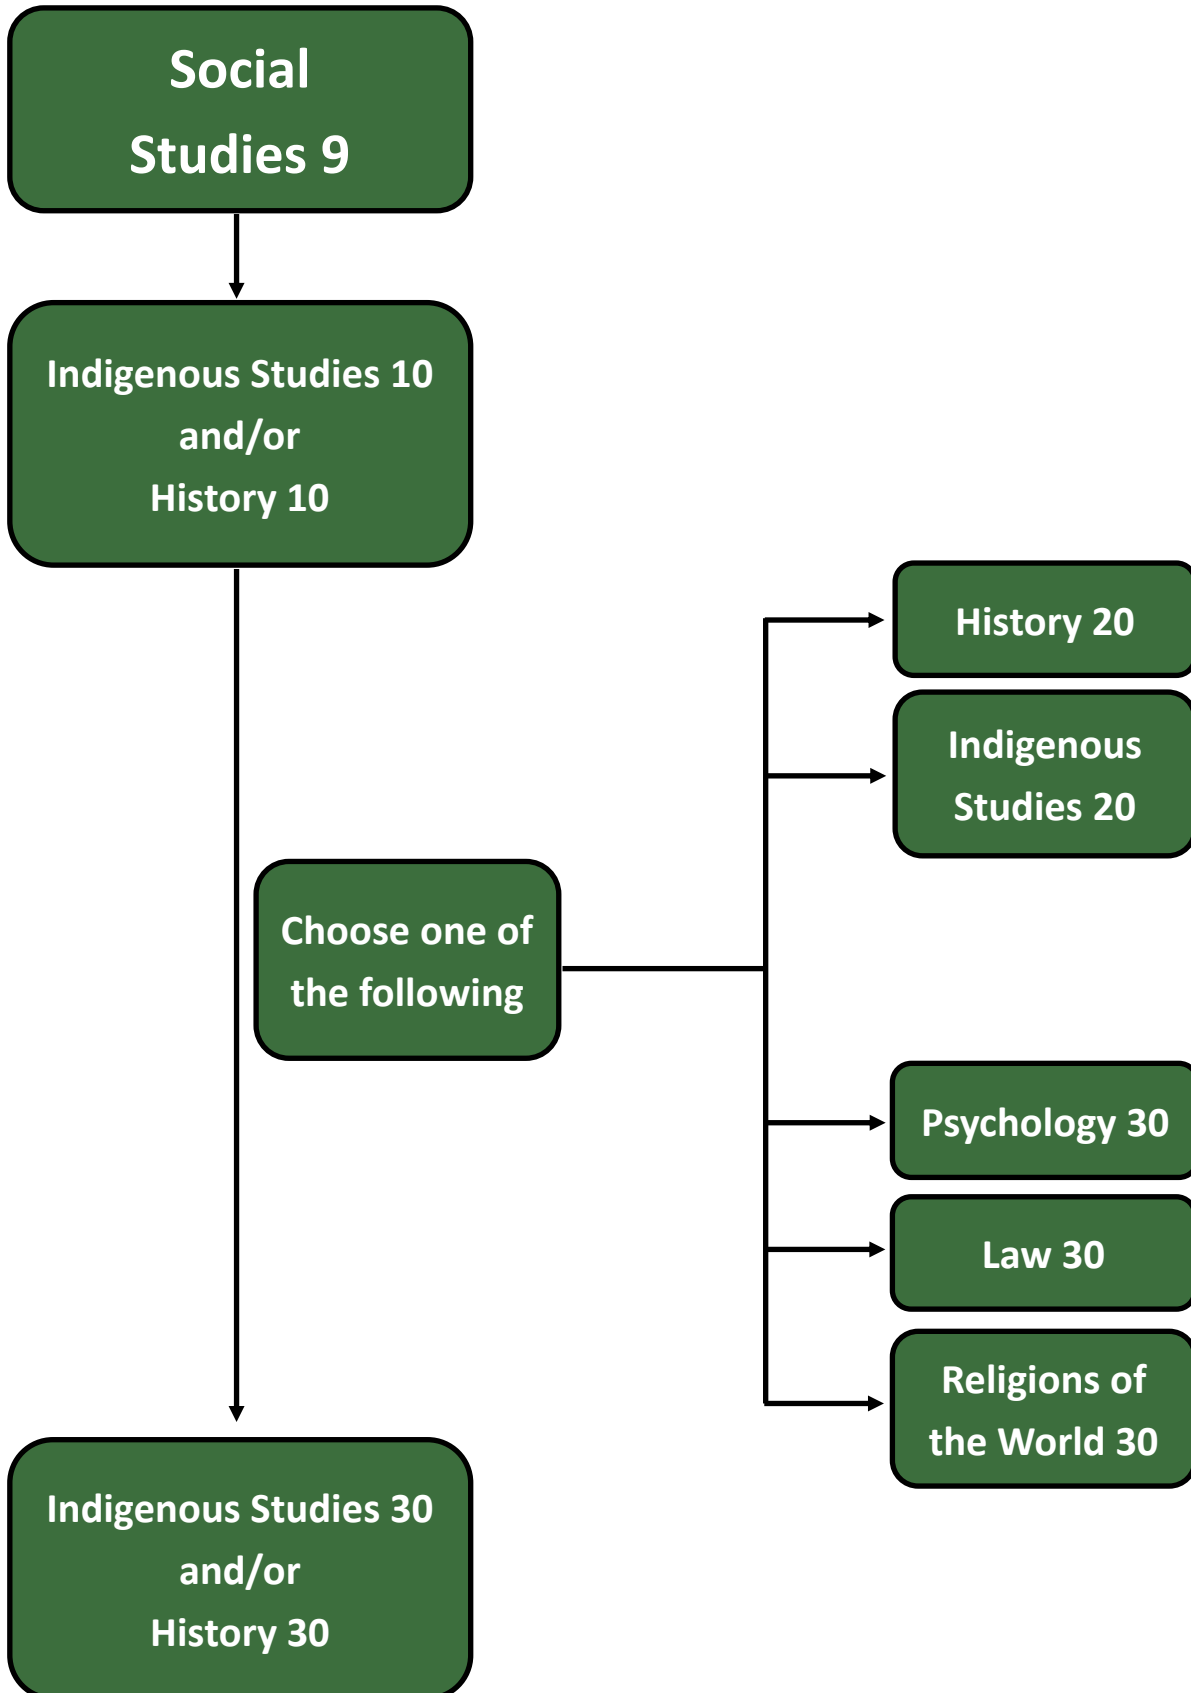 Social
Studies 9
Indigenous Studies 10
and/or
History 10
History 20
Indigenous
Studies 20
Choose one of
the following
Psychology 30
Law 30
Religions of
the World 30
Indigenous Studies 30
and/or
History 30